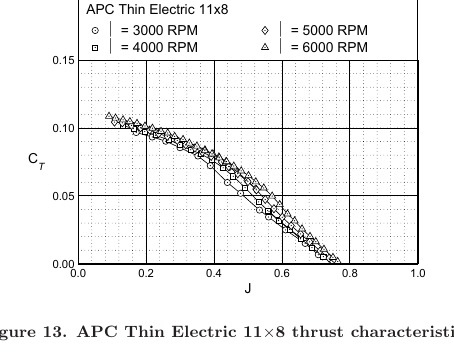 APC Thin Electric 11x8
= 3000 RPM = 5000 RPM
= 4000 RPM = 6000 RPM
0.15
0.10
C_T
0.05
0.00
0.0 0.2 0.4 0.6 0.8 1.0
J
gure 13. APC Thin Electric 11×8 thrust characteristi